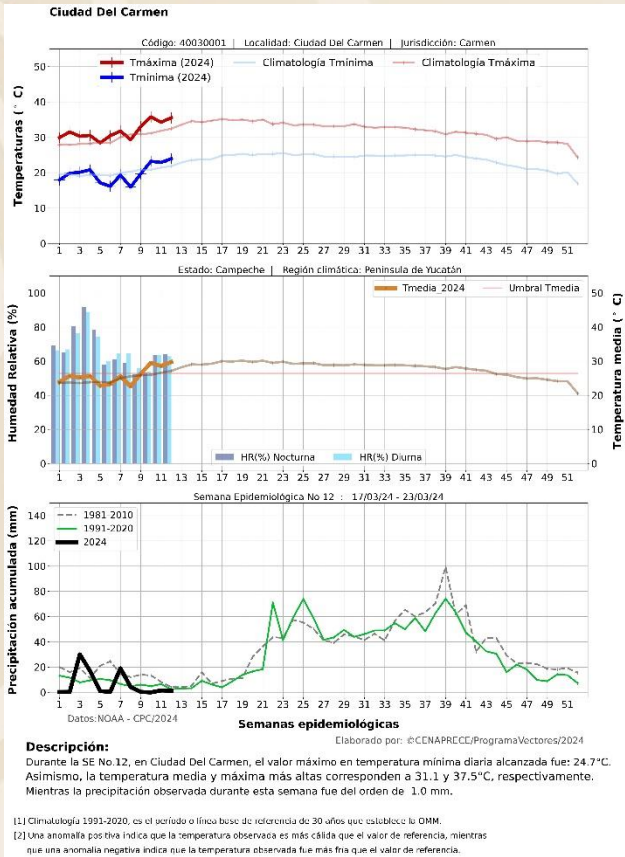 Ciudad Del Carmen
Código: 40030001 | Localidad: Ciudad Del Carmen | Jurisdicción: Carmen
Tmáxima (2024)
Tmínima (2024)
Climatología Tmínima
Climatología Tmáxima
Temperaturas (° C)
50
40
30
20
10
0
1 3 5 7 9 11 13 15 17 19 21 23 25 27 29 31 33 35 37 39 41 43 45 47 49 51
Estado: Campeche | Región climática: Península de Yucatán
Tmedia_2024
Umbral Tmedia
Humedad Relativa (%)
100
80
60
40
20
0
Temperatura media (° C)
50
40
30
20
10
0
HR(%) Nocturna
HR(%) Diurna
1 3 5 7 9 11 13 15 17 19 21 23 25 27 29 31 33 35 37 39 41 43 45 47 49 51
Semana Epidemiológica No 12 : 17/03/24 - 23/03/24
1981-2010
1991-2020
2024
Precipitación acumulada (mm)
140
120
100
80
60
40
20
0
1 3 5 7 9 11 13 15 17 19 21 23 25 27 29 31 33 35 37 39 41 43 45 47 49 51
Datos:NOAA - CPC/2024
Semanas epidemiológicas
Elaborado por: ©CENAPRECE/ProgramaVectores/2024
Descripción:
Durante la SE No.12, en Ciudad Del Carmen, el valor máximo en temperatura mínima diaria alcanzada fue: 24.7°C.
Asimismo, la temperatura media y máxima más altas corresponden a 31.1 y 37.5°C, respectivamente.
Mientras la precipitación observada durante esta semana fue del orden de 1.0 mm.
[1] Climatología 1991-2020, es el período o línea base de referencia de 30 años que establece la OMM.
[2] Una anomalía positiva indica que la temperatura observada es más cálida que el valor de referencia, mientras
que una anomalía negativa indica que la temperatura observada fue más fría que el valor de referencia.